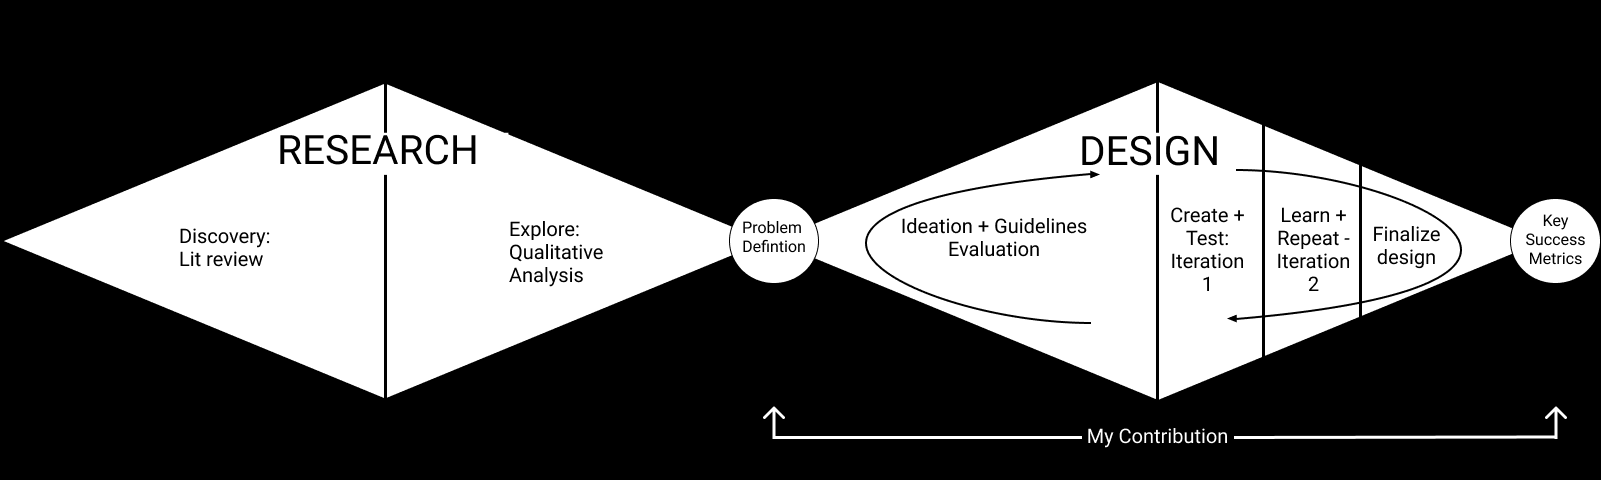 RESEARCH
Discovery:
Lit review
Explore:
Qualitative
Analysis
Problem
Defintion
DESIGN
Ideation + Guidelines
Evaluation
Create +
Test:
Iteration
1
Learn +
Repeat -
Iteration
2
Finalize
design
Key
Success
Metrics
My Contribution